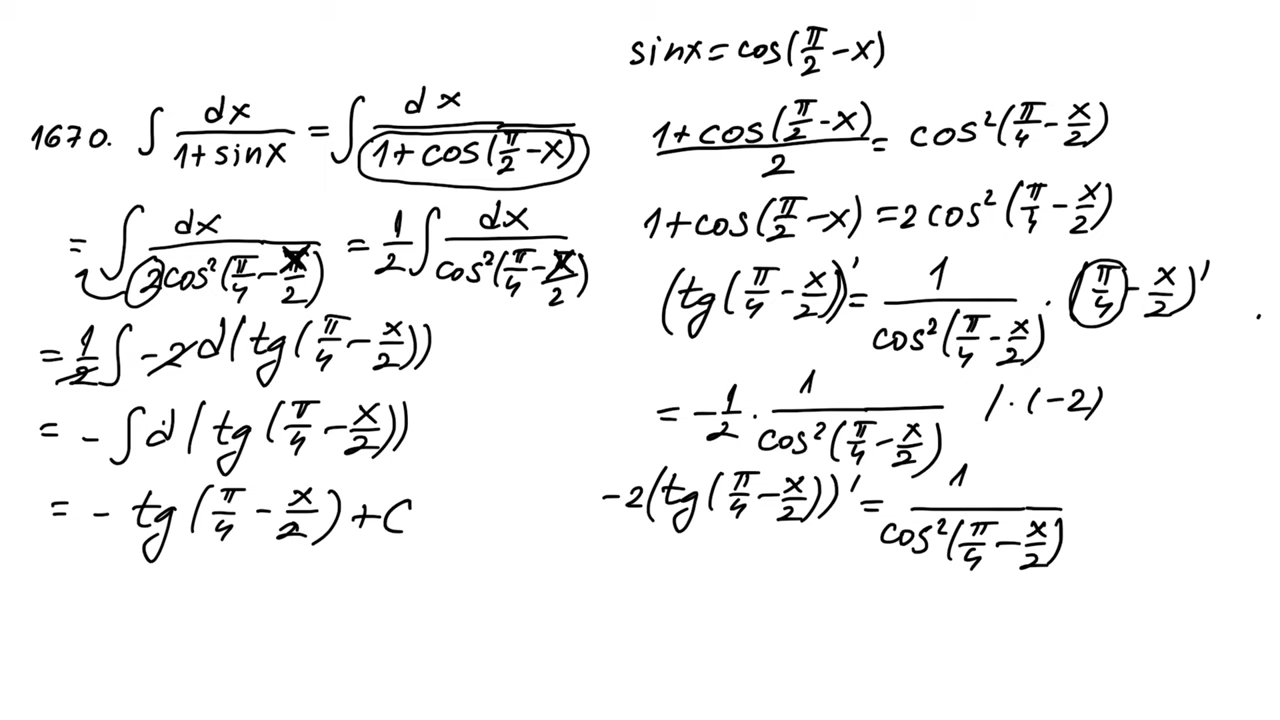 1670. ∫ dx/(1+sinx) = ∫ dx/(1+cos(π/2-x))
= ∫ dx/(2cos²(π/4-x/2)) = 1/2 ∫ dx/(cos²(π/4-x/2))
= 1/2 ∫ -2d(tg(π/4-x/2))
= -∫d(tg(π/4-x/2))
= -tg(π/4-x/2)+C
sinx=cos(π/2-x)
(1+cos(π/2-x))/2 = cos²(π/4-x/2)
1+cos(π/2-x)=2cos²(π/4-x/2)
(tg(π/4-x/2))' = 1/(cos²(π/4-x/2)) · (π/4-x/2)'
= -1/2 · 1/(cos²(π/4-x/2)) /·(-2)
-2(tg(π/4-x/2))' = 1/(cos²(π/4-x/2))